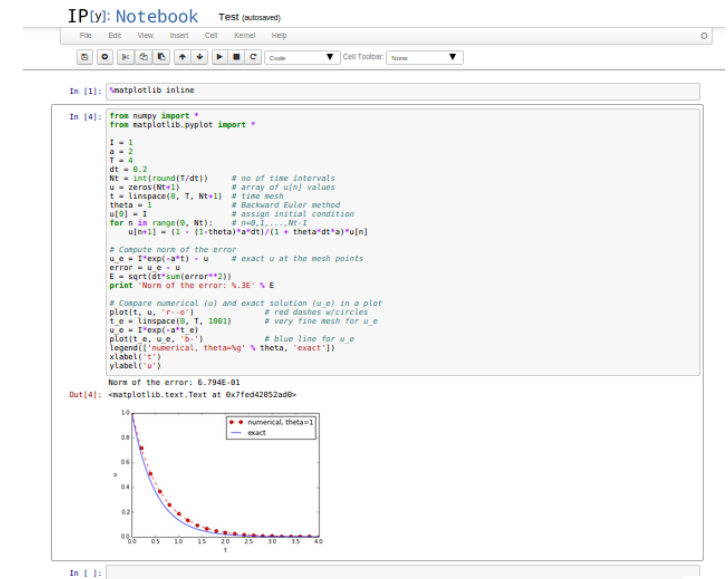 IP[y]: Notebook Test (autosaved)
File Edit View Insert Cell Kernel Help
Code Cell Toolbar: None
In [1]: %matplotlib inline
In [4]: from numpy import *
from matplotlib.pyplot import *
I = 1
a = 2
T = 4
dt = 0.2
Nt = int(round(T/dt)) # no of time intervals
u = zeros(Nt+1) # array of u[n] values
t = linspace(0, T, Nt+1) # time mesh
theta = 1 # Backward Euler method
u[0] = I # assign initial condition
for n in range(0, Nt): # n=0,1,...,Nt-1
u[n+1] = (1 - (1-theta)*a*dt)/(1 + theta*dt*a)*u[n]
# Compute norm of the error
u_e = I*exp(-a*t) - u # exact u at the mesh points
error = u_e - u
E = sqrt(dt*sum(error**2))
print 'Norm of the error: %.3E' % E
# Compare numerical (u) and exact solution (u_e) in a plot
plot(t, u, 'r--o') # red dashes w/circles
t_e = linspace(0, T, 1001) # very fine mesh for u_e
u_e = I*exp(-a*t_e)
plot(t_e, u_e, 'b-') # blue line for u_e
legend(['numerical, theta=%g' % theta, 'exact'])
xlabel('t')
ylabel('u')
Norm of the error: 6.794E-01
Out[4]: <matplotlib.text.Text at 0x7fed42852ad0>
1.0
numerical, theta=1
exact
0.8
0.6
u
0.4
0.2
0.0
0.0 0.5 1.0 1.5 2.0 2.5 3.0 3.5 4.0
t
In [ ]: